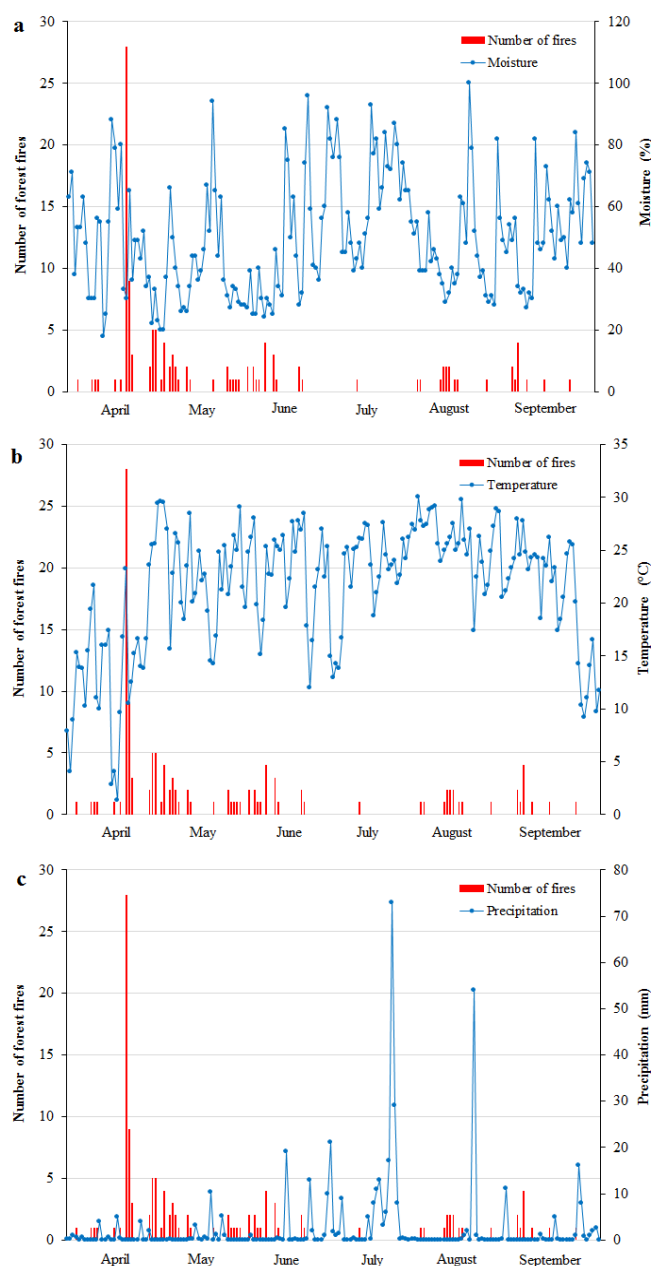 a
30
25
20
15
10
5
0
Number of forest fires
Number of fires
Moisture
120
100
80
60
40
20
0
Moisture (%)
April May June July August September
b
30
25
20
15
10
5
0
Number of forest fires
Number of fires
Temperature
35
30
25
20
15
10
5
0
Temperature (°C)
April May June July August September
c
30
25
20
15
10
5
0
Number of forest fires
Number of fires
Precipitation
80
70
60
50
40
30
20
10
0
Precipitation (mm)
April May June July August September